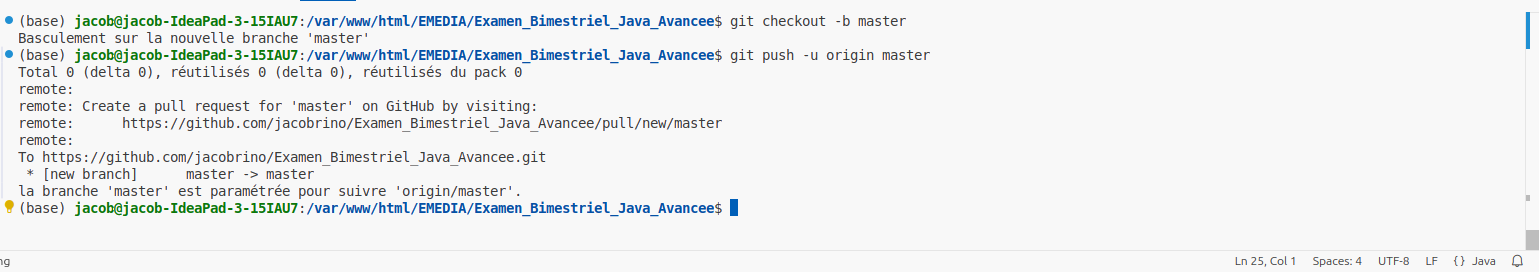 (base) jacob@jacob-IdeaPad-3-15IAU7:/var/www/html/EMEDIA/Examen_Bimestriel_Java_Avancee$ git checkout -b master
Basculement sur la nouvelle branche 'master'
(base) jacob@jacob-IdeaPad-3-15IAU7:/var/www/html/EMEDIA/Examen_Bimestriel_Java_Avancee$ git push -u origin master
Total 0 (delta 0), réutilisés 0 (delta 0), réutilisés du pack 0
remote:
remote: Create a pull request for 'master' on GitHub by visiting:
remote:      https://github.com/jacobrino/Examen_Bimestriel_Java_Avancee/pull/new/master
remote:
To https://github.com/jacobrino/Examen_Bimestriel_Java_Avancee.git
 * [new branch]      master -> master
la branche 'master' est paramétrée pour suivre 'origin/master'.
(base) jacob@jacob-IdeaPad-3-15IAU7:/var/www/html/EMEDIA/Examen_Bimestriel_Java_Avancee$
ng Ln 25, Col 1 Spaces: 4 UTF-8 LF {} Java